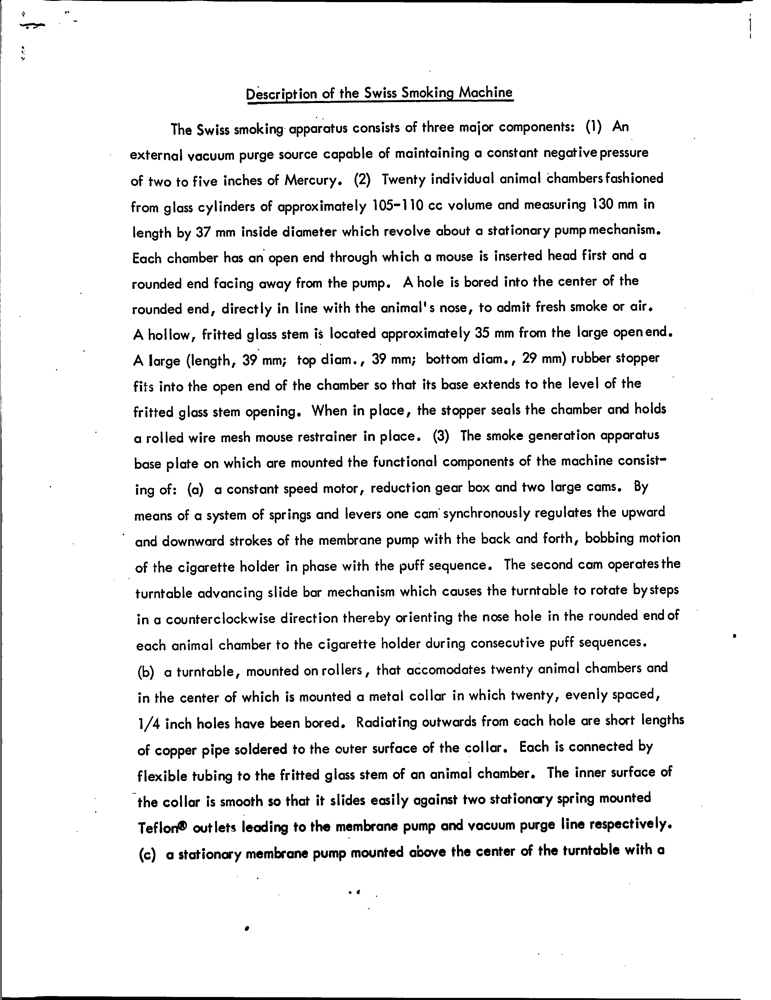 Description of the Swiss Smoking Machine
The Swiss smoking apparatus consists of three major components: (1) An
external vacuum purge source capable of maintaining a constant negative pressure
of two to five inches of Mercury. (2) Twenty individual animal chambers fashioned
from glass cylinders of approximately 105-110 cc volume and measuring 130 mm in
length by 37 mm inside diameter which revolve about a stationary pump mechanism.
Each chamber has an open end through which a mouse is inserted head first and a
rounded end facing away from the pump. A hole is bored into the center of the
rounded end, directly in line with the animal's nose, to admit fresh smoke or air.
A hollow, fritted glass stem is located approximately 35 mm from the large open end.
A large (length, 39 mm; top diam., 39 mm; bottom diam., 29 mm) rubber stopper
fits into the open end of the chamber so that its base extends to the level of the
fritted glass stem opening. When in place, the stopper seals the chamber and holds
a rolled wire mesh mouse restrainer in place. (3) The smoke generation apparatus
base plate on which are mounted the functional components of the machine consist-
ing of: (a) a constant speed motor, reduction gear box and two large cams. By
means of a system of springs and levers one cam synchronously regulates the upward
and downward strokes of the membrane pump with the back and forth, bobbing motion
of the cigarette holder in phase with the puff sequence. The second cam operates the
turntable advancing slide bar mechanism which causes the turntable to rotate by steps
in a counterclockwise direction thereby orienting the nose hole in the rounded end of
each animal chamber to the cigarette holder during consecutive puff sequences.
(b) a turntable, mounted on rollers, that accomodates twenty animal chambers and
in the center of which is mounted a metal collar in which twenty, evenly spaced,
1/4 inch holes have been bored. Radiating outwards from each hole are short lengths
of copper pipe soldered to the outer surface of the collar. Each is connected by
flexible tubing to the fritted glass stem of an animal chamber. The inner surface of
the collar is smooth so that it slides easily against two stationary spring mounted
Teflon® outlets leading to the membrane pump and vacuum purge line respectively.
(c) a stationary membrane pump mounted above the center of the turntable with a